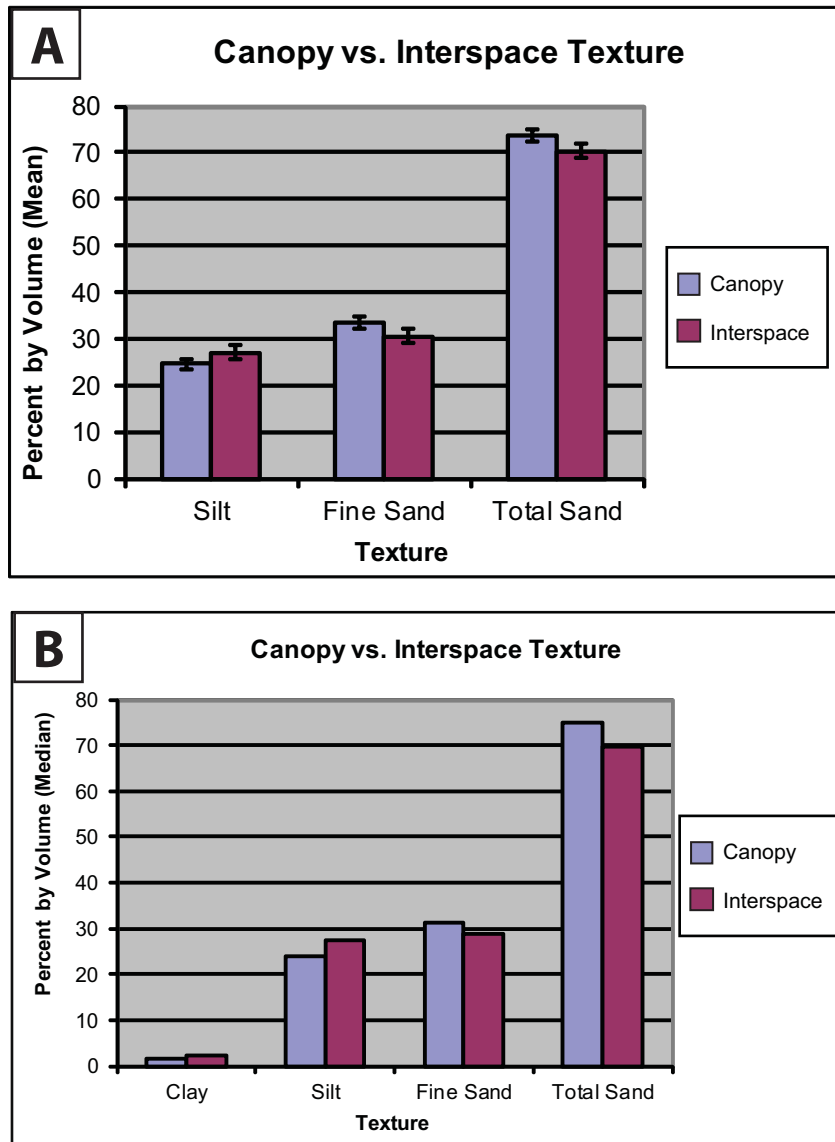 A
Canopy vs. Interspace Texture
Percent by Volume (Mean)
80
70
60
50
40
30
20
10
0
Silt Fine Sand Total Sand
Texture
Canopy
Interspace
B
Canopy vs. Interspace Texture
Percent by Volume (Median)
80
70
60
50
40
30
20
10
0
Clay Silt Fine Sand Total Sand
Texture
Canopy
Interspace